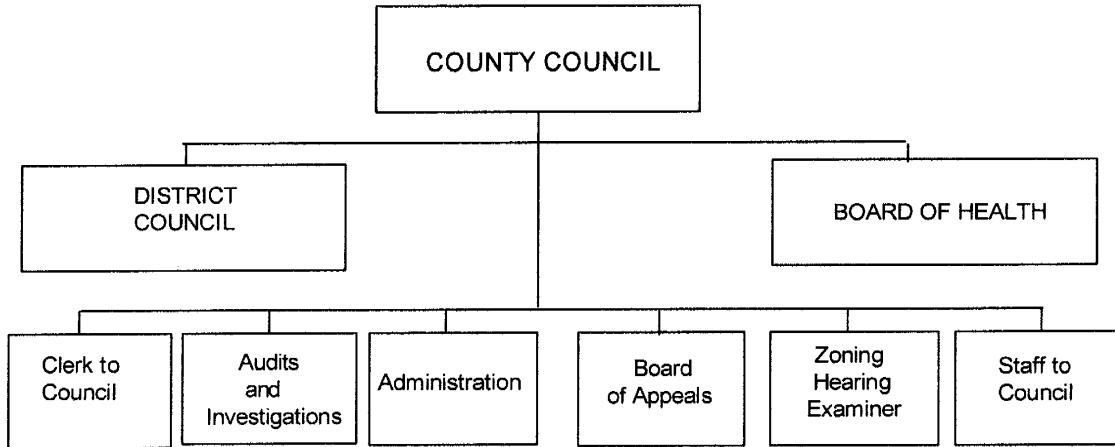 COUNTY COUNCIL
DISTRICT
COUNCIL
BOARD OF HEALTH
Clerk to
Council
Audits
and
Investigations
Administration
Board
of Appeals
Zoning
Hearing
Examiner
Staff to
Council